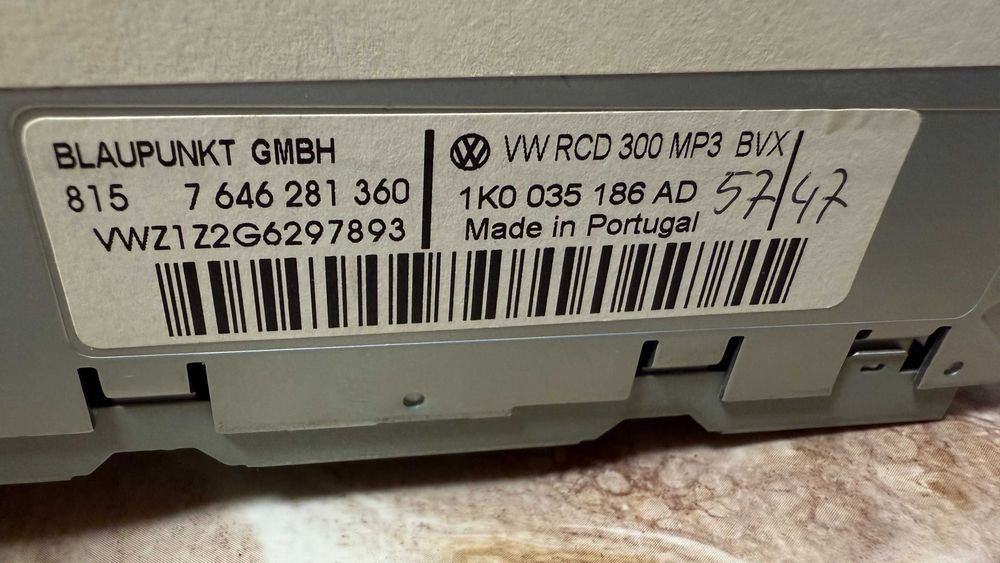 BLAUPUNKT GMBH
815 7 646 281 360
VWZ1Z2G6297893
VW RCD 300 MP3 BVX
1K0 035 186 AD
Made in Portugal
57/47